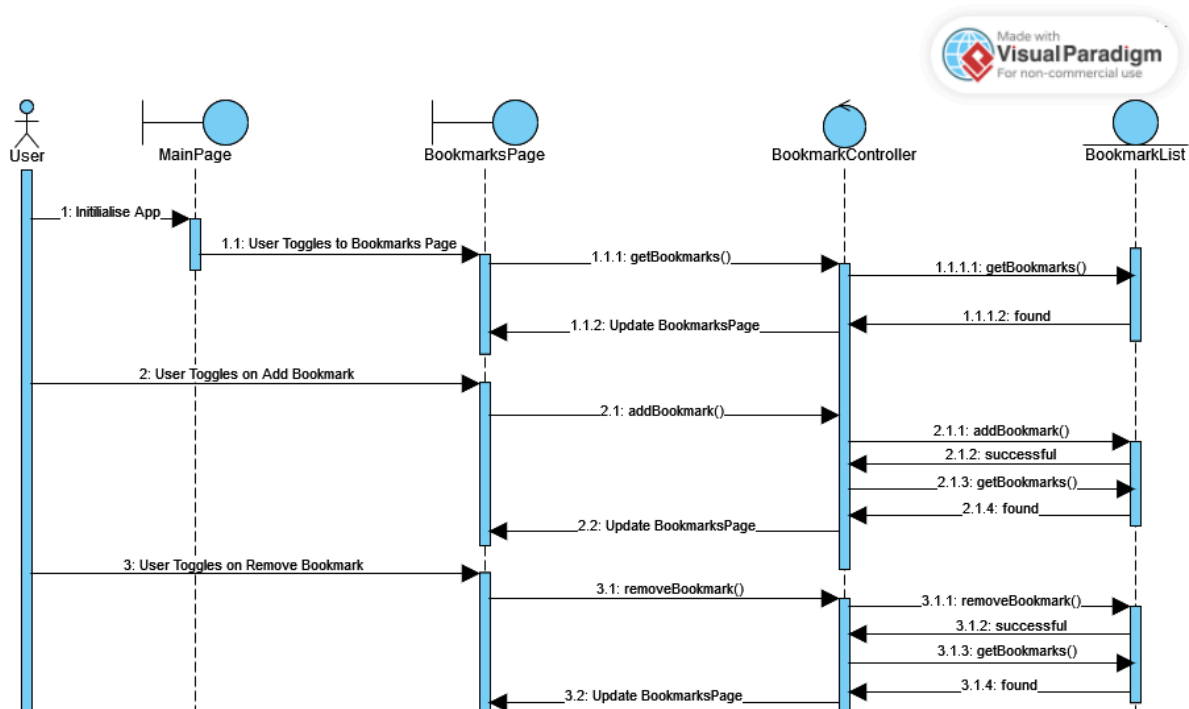 Made with
VisualParadigm
For non-commercial use
User
MainPage
BookmarksPage
BookmarkController
BookmarkList
1: Initilialise App
1.1: User Toggles to Bookmarks Page
1.1.1: getBookmarks()
1.1.1.1: getBookmarks()
1.1.1.2: found
1.1.2: Update BookmarksPage
2: User Toggles on Add Bookmark
2.1: addBookmark()
2.1.1: addBookmark()
2.1.2: successful
2.1.3: getBookmarks()
2.1.4: found
2.2: Update BookmarksPage
3: User Toggles on Remove Bookmark
3.1: removeBookmark()
3.1.1: removeBookmark()
3.1.2: successful
3.1.3: getBookmarks()
3.1.4: found
3.2: Update BookmarksPage